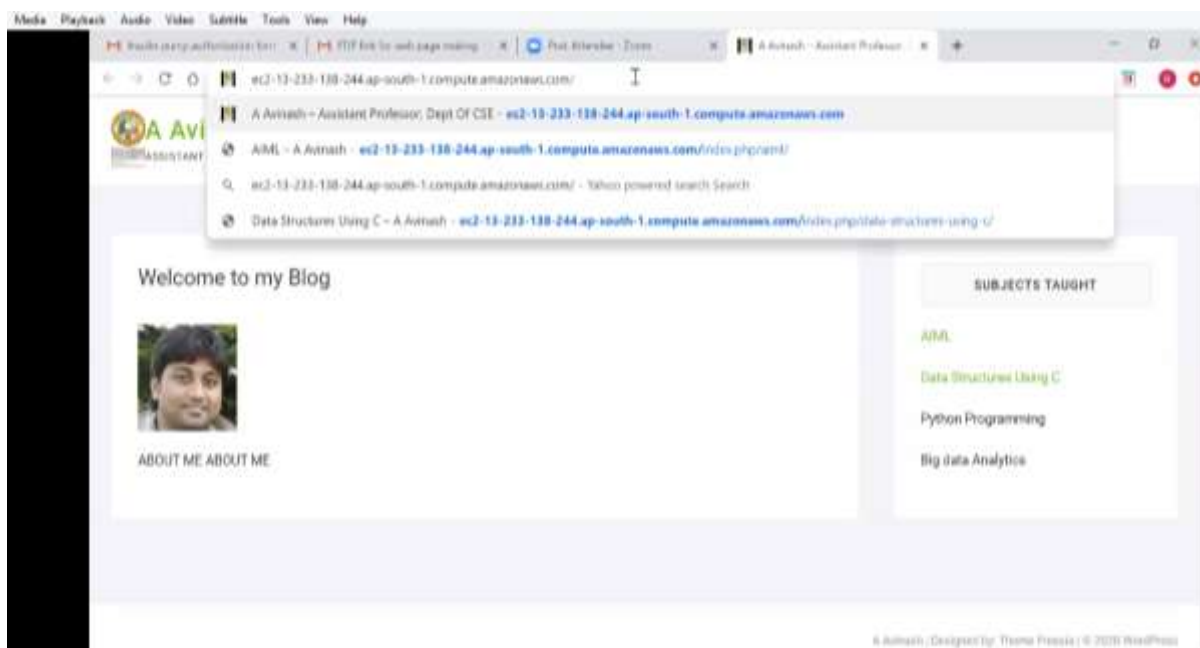 Media Playback Audio Video Subtitle Tools View Help
A Avinash - Assistant Professor
ec2-13-233-138-244.ap-south-1.compute.amazonaws.com/
A Avinash – Assistant Professor, Dept Of CSE - ec2-13-233-138-244.ap-south-1.compute.amazonaws.com
AIML - A Avinash - ec2-13-233-138-244.ap-south-1.compute.amazonaws.com/index.php/aiml/
ec2-13-233-138-244.ap-south-1.compute.amazonaws.com/ - Yahoo powered search Search
Data Structures Using C – A Avinash - ec2-13-233-138-244.ap-south-1.compute.amazonaws.com/index.php/data-structures-using-c/
A Avi
ASSISTANT
Welcome to my Blog
ABOUT ME ABOUT ME
SUBJECTS TAUGHT
AIML
Data Structures Using C
Python Programming
Big data Analytics
A Avinash | Designed by: Theme Freesia | © 2020 WordPress